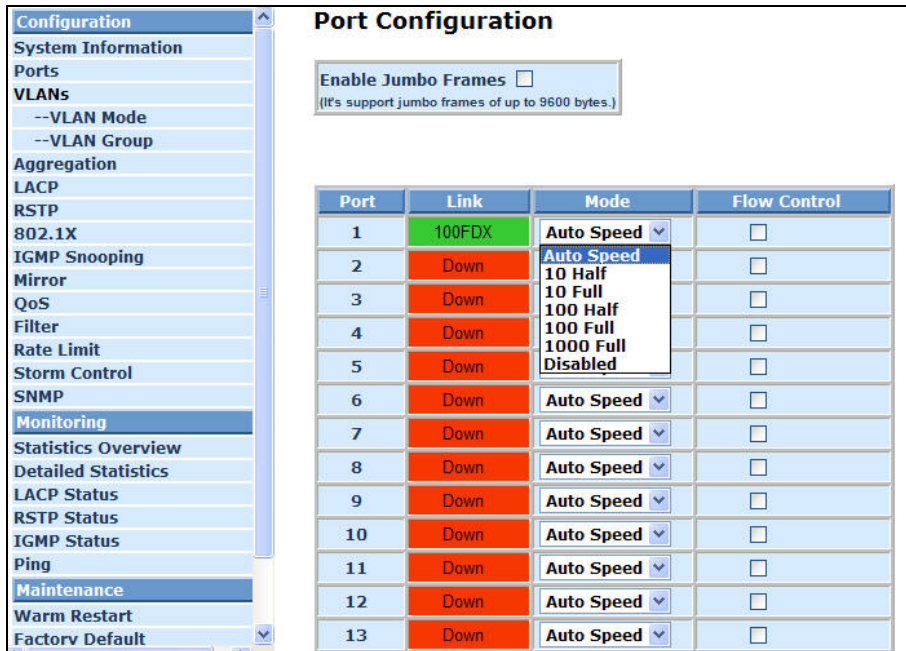 Configuration
System Information
Ports
VLANs
--VLAN Mode
--VLAN Group
Aggregation
LACP
RSTP
802.1X
IGMP Snooping
Mirror
QoS
Filter
Rate Limit
Storm Control
SNMP
Monitoring
Statistics Overview
Detailed Statistics
LACP Status
RSTP Status
IGMP Status
Ping
Maintenance
Warm Restart
Factory Default
Port Configuration
Enable Jumbo Frames
(It's support jumbo frames of up to 9600 bytes.)
Port Link Mode Flow Control
1 100FDX Auto Speed
Auto Speed
10 Half
10 Full
100 Half
100 Full
1000 Full
Disabled
2 Down
3 Down
4 Down
5 Down
6 Down Auto Speed
7 Down Auto Speed
8 Down Auto Speed
9 Down Auto Speed
10 Down Auto Speed
11 Down Auto Speed
12 Down Auto Speed
13 Down Auto Speed